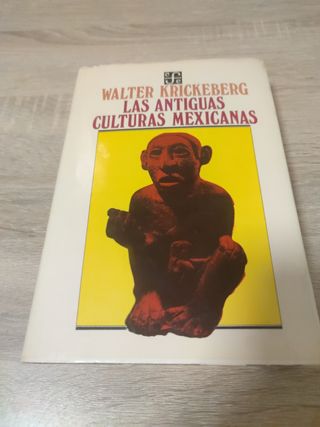 WALTER KRICKEBERG
LAS ANTIGUAS
CULTURAS MEXICANAS